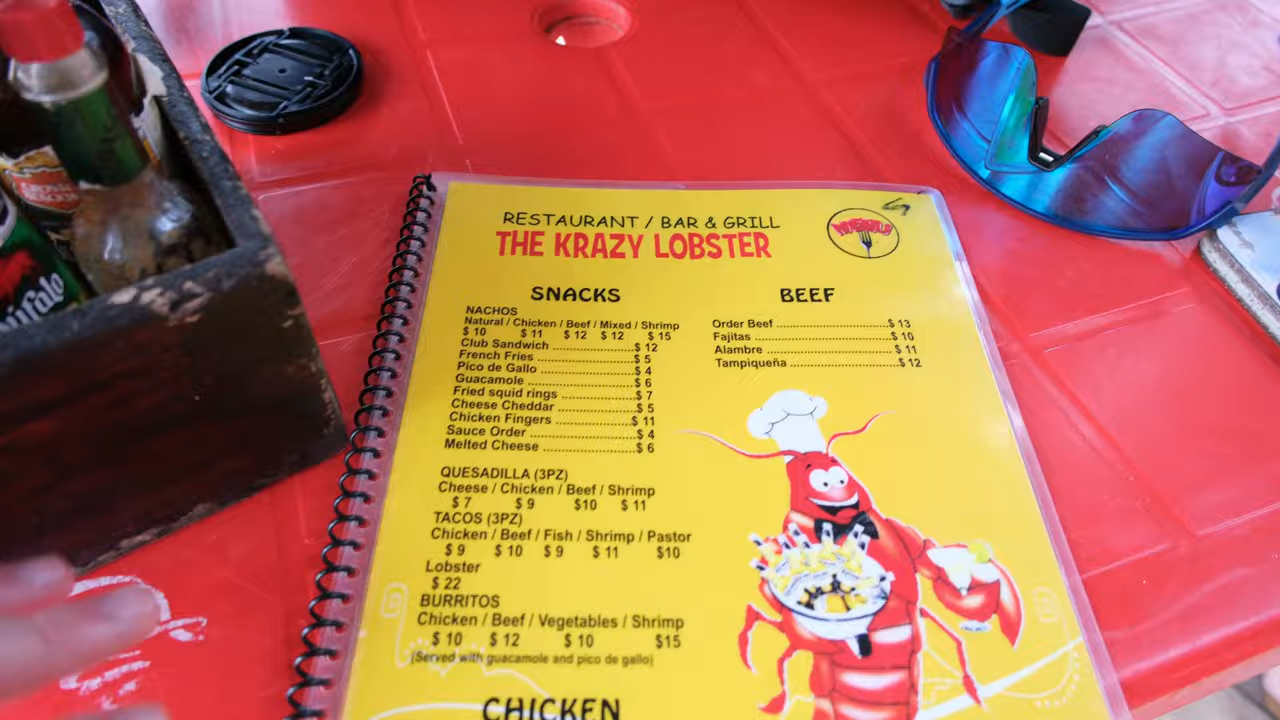 RESTAURANT / BAR & GRILL
THE KRAZY LOBSTER
SNACKS
NACHOS
Natural / Chicken / Beef / Mixed / Shrimp
$ 10 $ 11 $ 12 $ 12 $ 15
Club Sandwich ........................ $ 12
French Fries ........................... $ 5
Pico de Gallo .......................... $ 4
Guacamole ............................. $ 6
Fried squid rings ..................... $ 7
Cheese Cheddar ..................... $ 5
Chicken Fingers ...................... $ 11
Sauce Order ........................... $ 4
Melted Cheese ........................ $ 6
QUESADILLA (3PZ)
Cheese / Chicken / Beef / Shrimp
$ 7 $ 9 $10 $ 11
TACOS (3PZ)
Chicken / Beef / Fish / Shrimp / Pastor
$ 9 $ 10 $ 9 $ 11 $10
Lobster
$ 22
BURRITOS
Chicken / Beef / Vegetables / Shrimp
$ 10 $ 12 $ 10 $15
(Served with guacamole and pico de gallo)
CHICKEN
BEEF
Order Beef ................................ $ 13
Fajitas ....................................... $ 10
Alambre .................................... $ 11
Tampiqueña .............................. $ 12